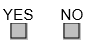 YES NO